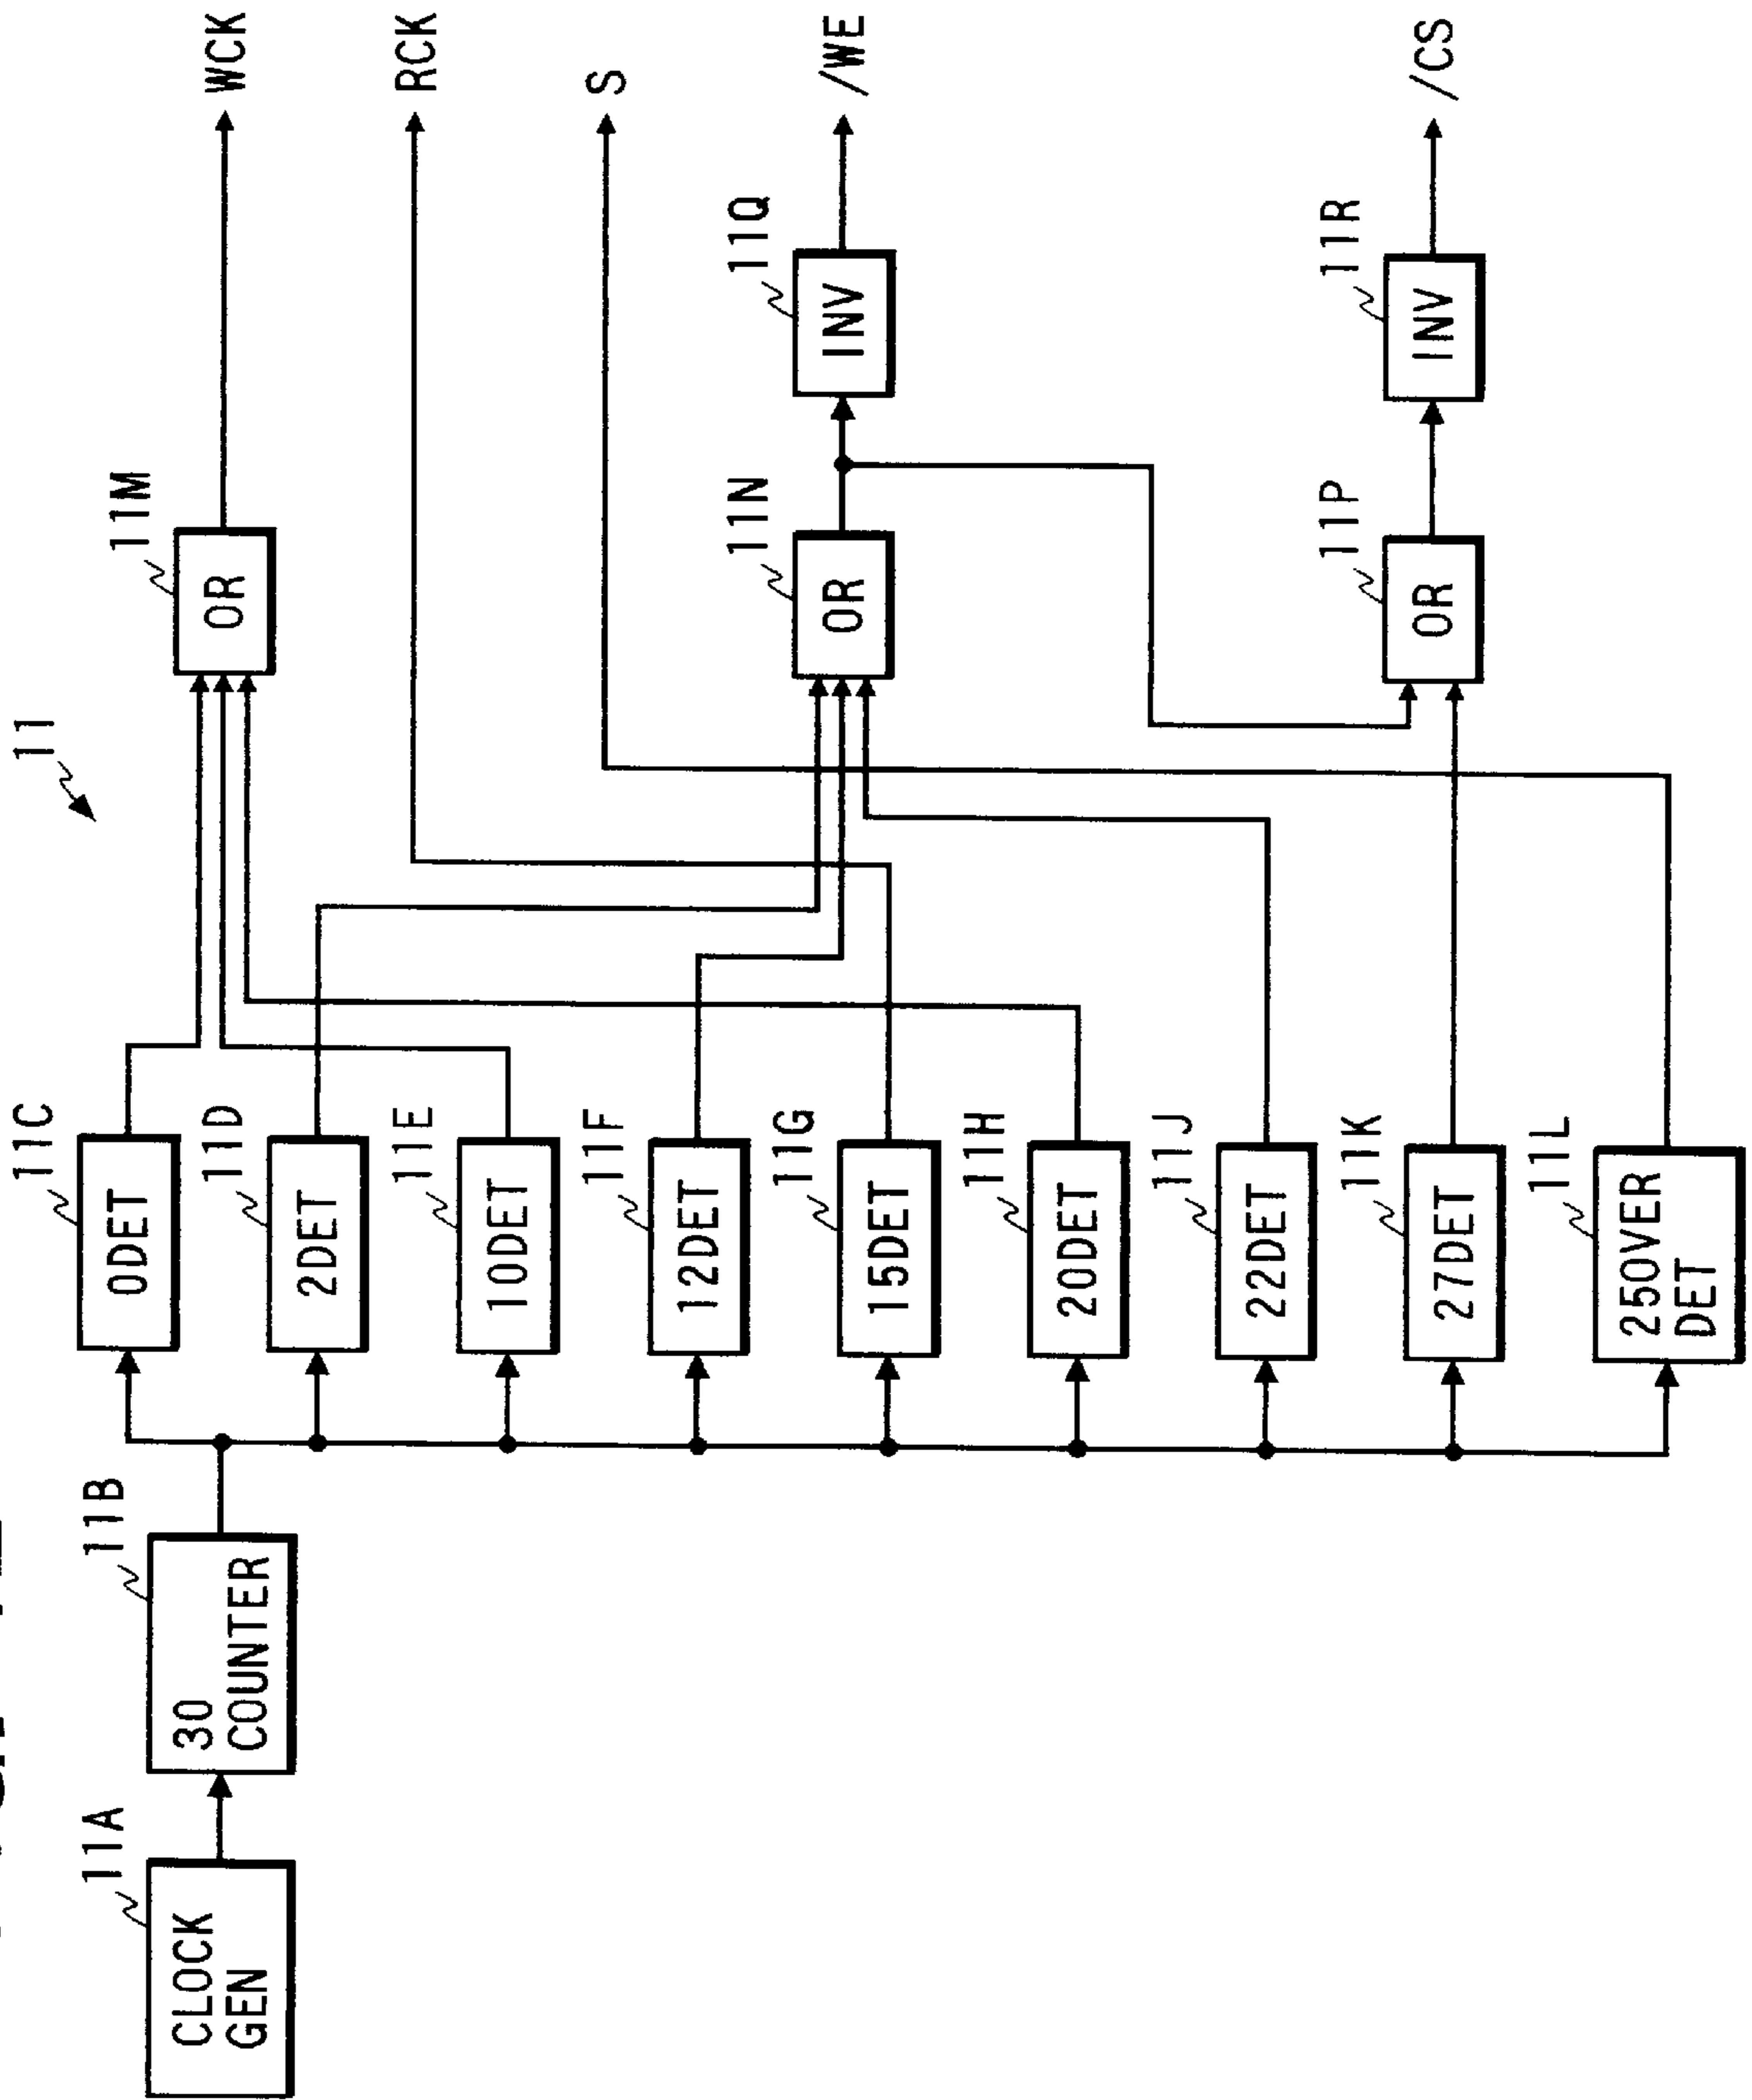 11
11A
CLOCK
GEN
11B
30
COUNTER
11C
0DET
11D
2DET
11E
10DET
11F
12DET
11G
15DET
11H
20DET
11J
22DET
11K
27DET
11L
25OVER
DET
11M
OR
11N
OR
11P
OR
11Q
INV
11R
INV
WCK
RCK
S
/WE
/CS